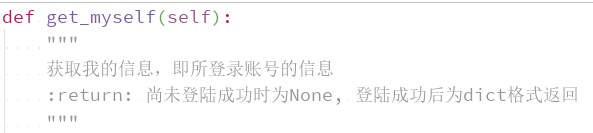 def get_myself(self):
"""
获取我的信息，即所登录账号的信息
:return: 尚未登陆成功时为None, 登陆成功后为dict格式返回
"""